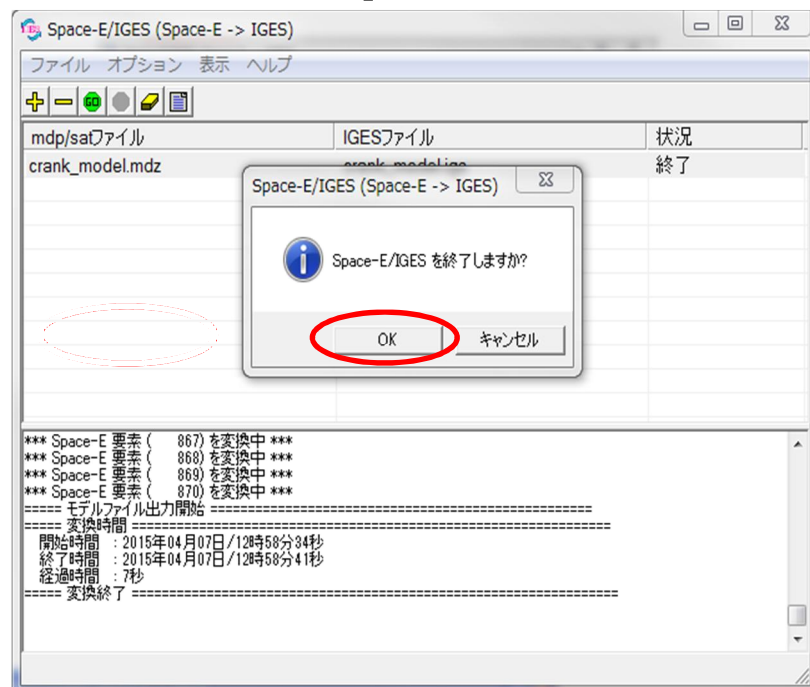 Space-E/IGES (Space-E -> IGES)
ファイル オプション 表示 ヘルプ
GO
mdp/satファイル IGESファイル 状況
crank_model.mdz crank_model.igs 終了
Space-E/IGES (Space-E -> IGES)
Space-E/IGES を終了しますか?
OK キャンセル
*** Space-E 要素 ( 867) を変換中 ***
*** Space-E 要素 ( 868) を変換中 ***
*** Space-E 要素 ( 869) を変換中 ***
*** Space-E 要素 ( 870) を変換中 ***
===== モデルファイル出力開始 ===================================================
===== 変換時間 ================================================================
開始時間 : 2015年04月07日/12時58分34秒
終了時間 : 2015年04月07日/12時58分41秒
経過時間 : 7秒
===== 変換終了 =================================================================